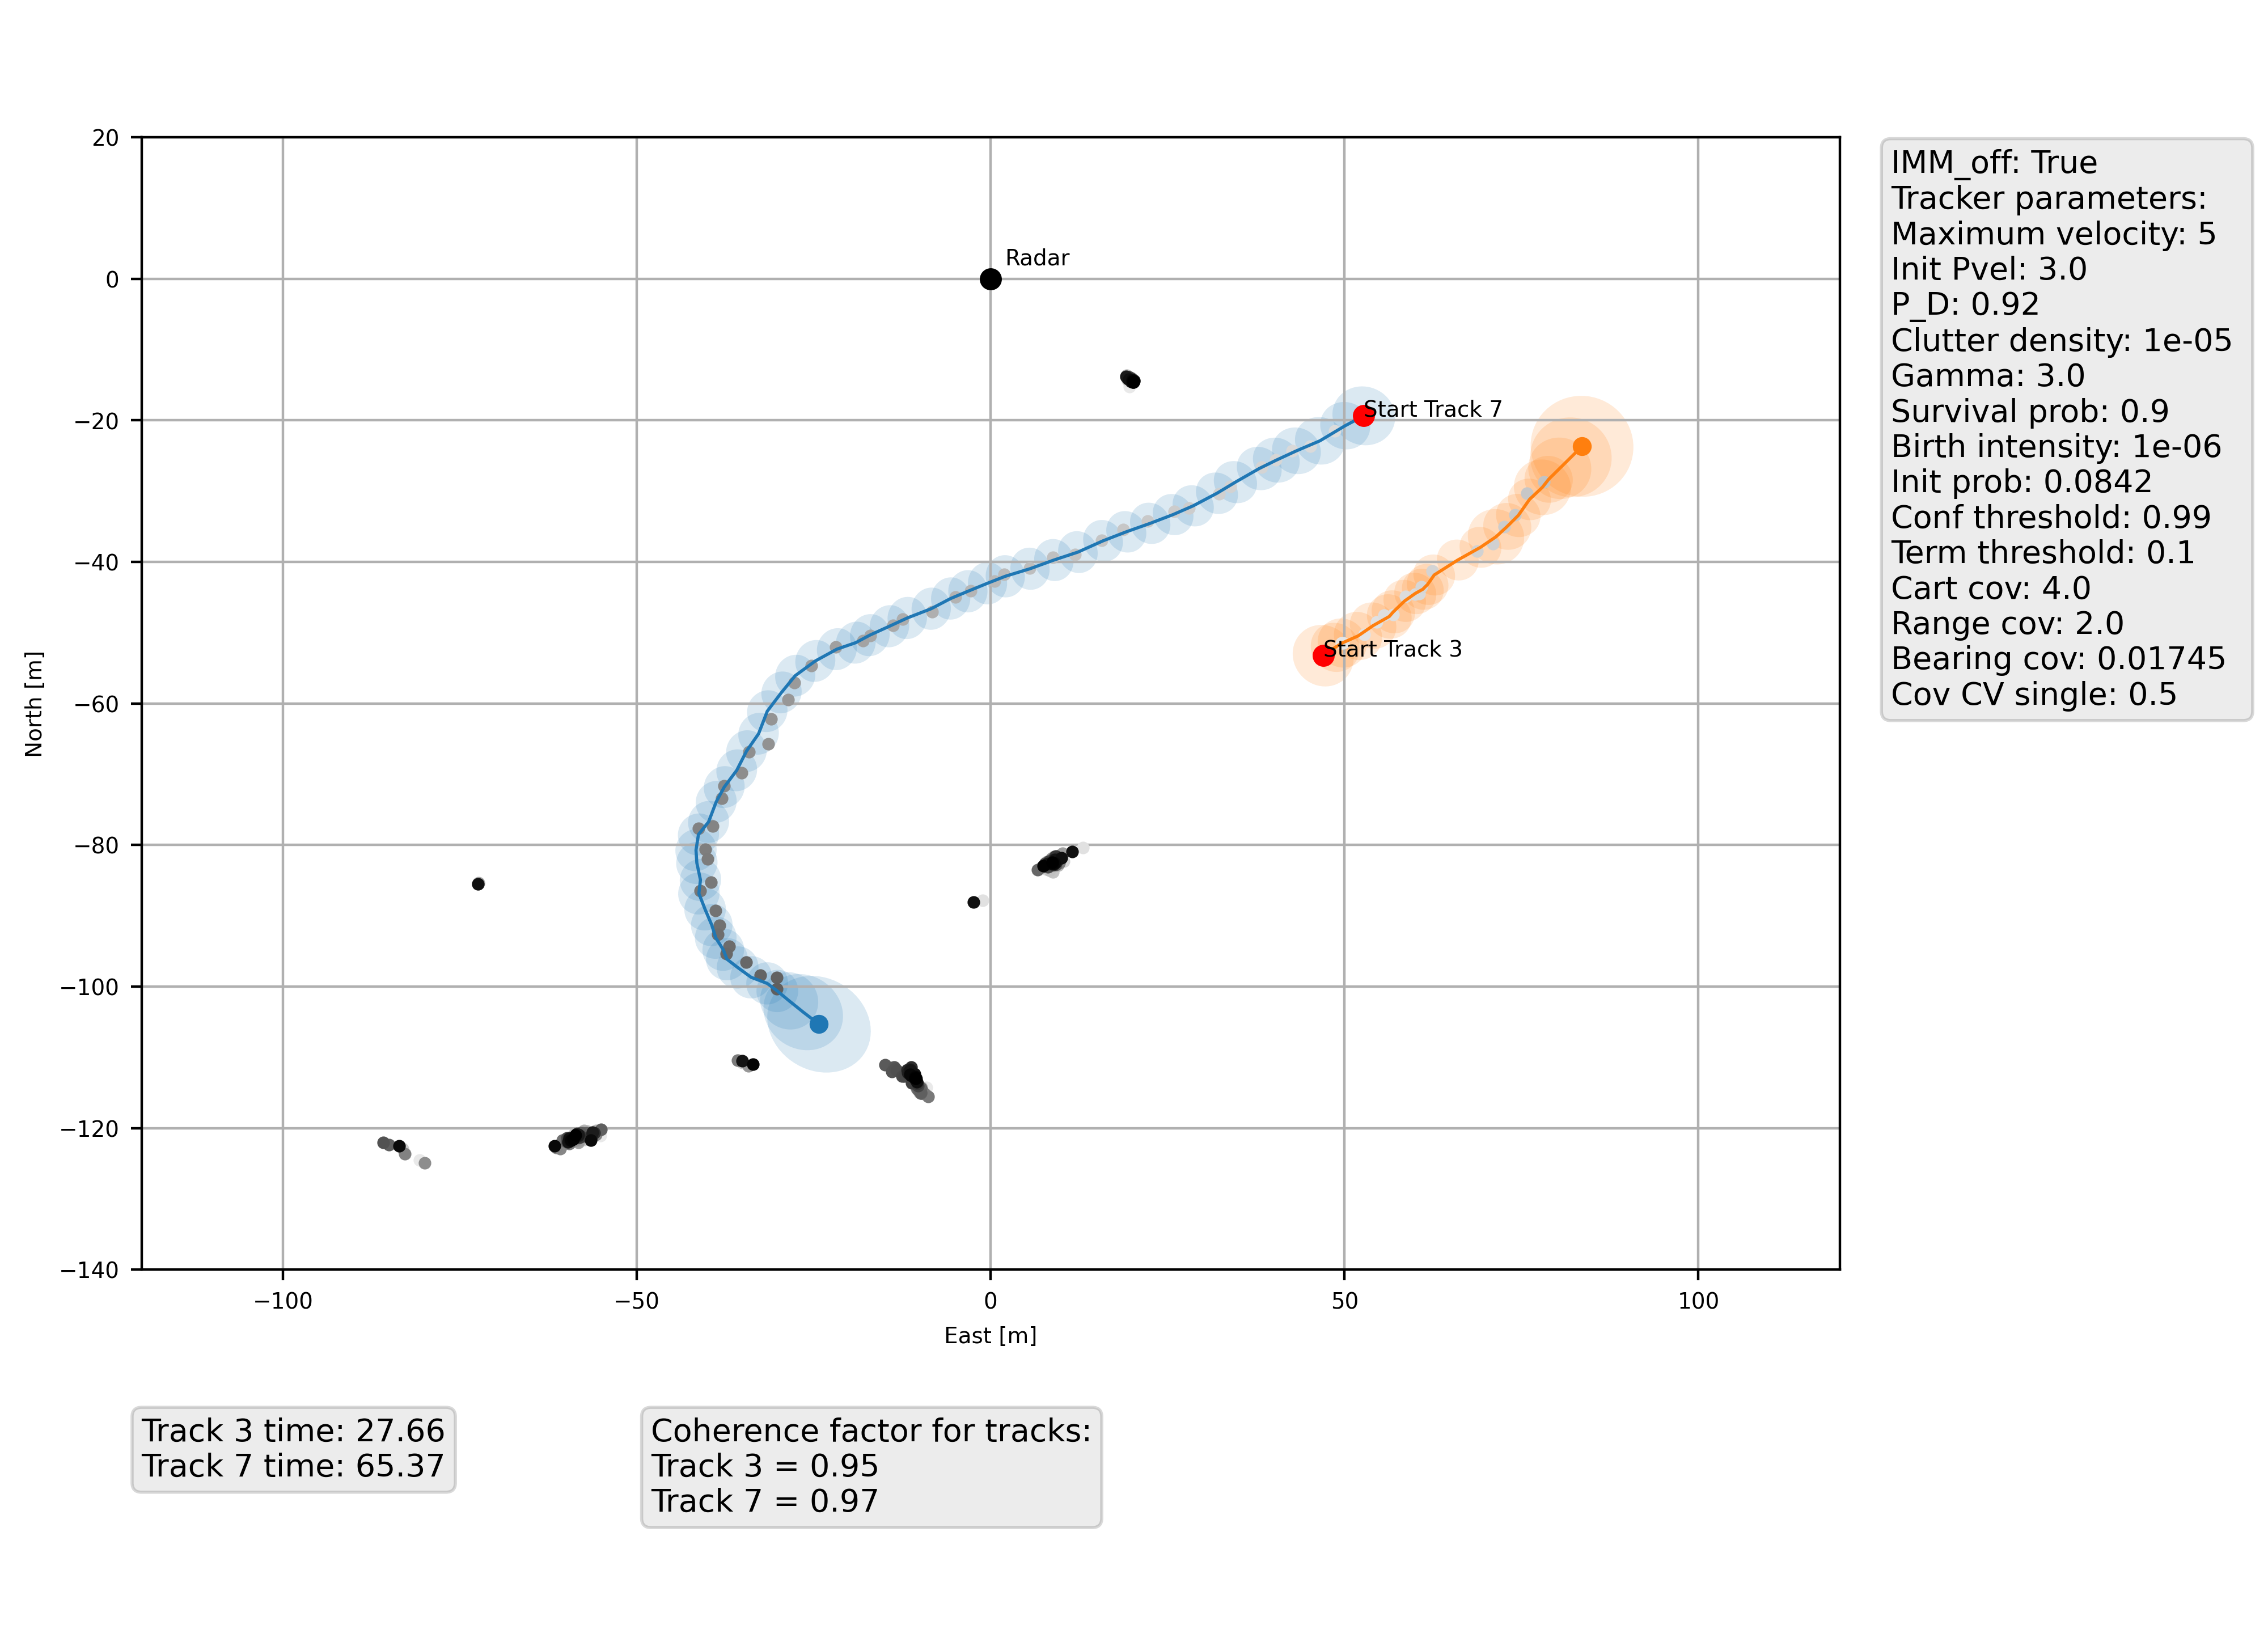 20
0
−20
−40
−60
−80
−100
−120
−140
North [m]
Radar
Start Track 7
Start Track 3
−100
−50
0
50
100
East [m]
IMM_off: True
Tracker parameters:
Maximum velocity: 5
Init Pvel: 3.0
P_D: 0.92
Clutter density: 1e-05
Gamma: 3.0
Survival prob: 0.9
Birth intensity: 1e-06
Init prob: 0.0842
Conf threshold: 0.99
Term threshold: 0.1
Cart cov: 4.0
Range cov: 2.0
Bearing cov: 0.01745
Cov CV single: 0.5
Track 3 time: 27.66
Track 7 time: 65.37
Coherence factor for tracks:
Track 3 = 0.95
Track 7 = 0.97